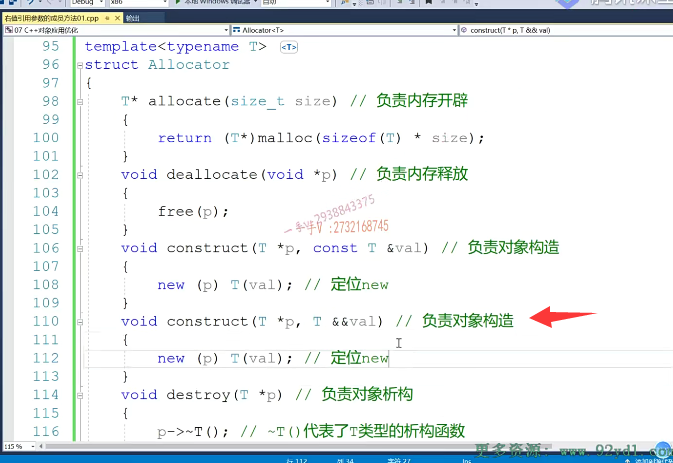 Debug
x86
本地 Windows 调试器
自动
右值引用参数的成员方法01.cpp
输出
07 C++对象应用优化
Allocator<T>
construct(T * p, T && val)
95 template<typename T> <T>
96 struct Allocator
97 {
98 T* allocate(size_t size) // 负责内存开辟
99 {
100 return (T*)malloc(sizeof(T) * size);
101 }
102 void deallocate(void *p) // 负责内存释放
103 {
104 free(p);
105 }
106 void construct(T *p, const T &val) // 负责对象构造
107 {
108 new (p) T(val); // 定位new
109 }
110 void construct(T *p, T &&val) // 负责对象构造
111 {
112 new (p) T(val); // 定位new
113 }
114 void destroy(T *p) // 负责对象析构
115 {
116 p->~T(); // ~T()代表了T类型的析构函数
一手V:2938843375
一手V:2732168745
115 %
更多资源:
行 112
列 34
字符 27
Ins